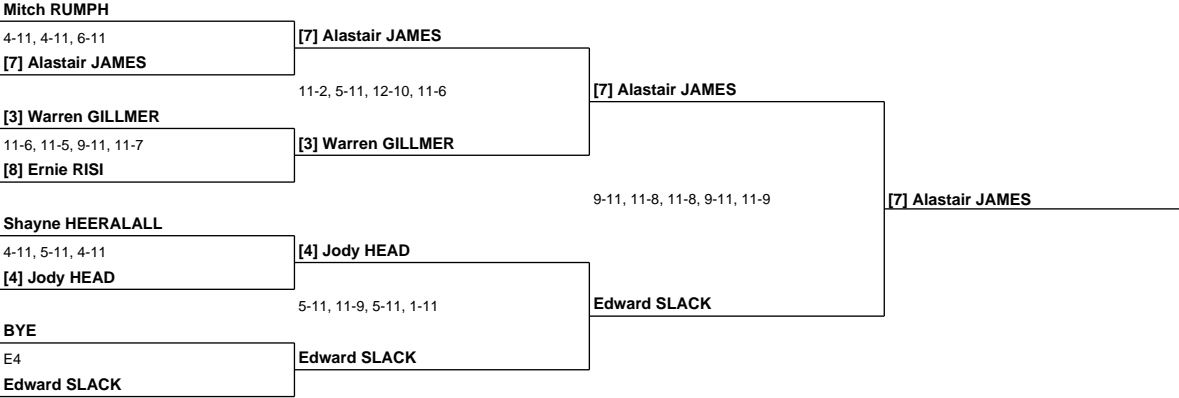 Mitch RUMPH
4-11, 4-11, 6-11
[7] Alastair JAMES
[7] Alastair JAMES
11-2, 5-11, 12-10, 11-6
[3] Warren GILLMER
11-6, 11-5, 9-11, 11-7
[8] Ernie RISI
[3] Warren GILLMER
[7] Alastair JAMES
9-11, 11-8, 11-8, 9-11, 11-9
[7] Alastair JAMES
Shayne HEERALALL
4-11, 5-11, 4-11
[4] Jody HEAD
[4] Jody HEAD
5-11, 11-9, 5-11, 1-11
Edward SLACK
BYE
E4
Edward SLACK
Edward SLACK